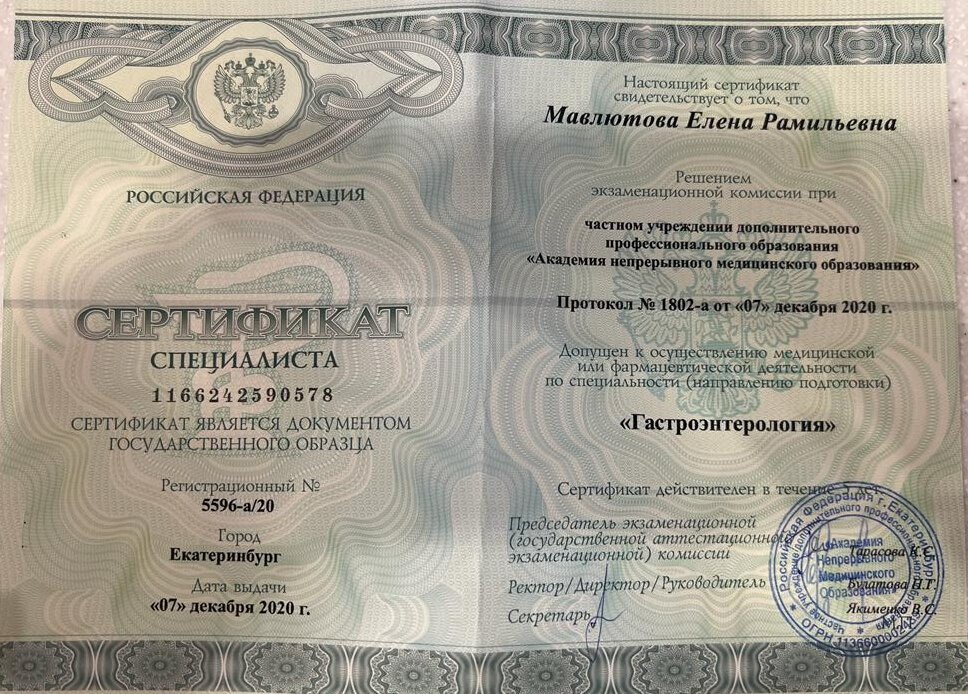 РОССИЙСКАЯ ФЕДЕРАЦИЯ
СЕРТИФИКАТ
СПЕЦИАЛИСТА
1166242590578
СЕРТИФИКАТ ЯВЛЯЕТСЯ ДОКУМЕНТОМ
ГОСУДАРСТВЕННОГО ОБРАЗЦА
Регистрационный №
5596-а/20
Город
Екатеринбург
Дата выдачи
«07» декабря 2020 г.
Настоящий сертификат
свидетельствует о том, что
Мавлютова Елена Рамильевна
Решением
экзаменационной комиссии при
частном учреждении дополнительного
профессионального образования
«Академия непрерывного медицинского образования»
Протокол № 1802-а от «07» декабря 2020 г.
Допущен к осуществлению медицинской
или фармацевтической деятельности
по специальности (направлению подготовки)
«Гастроэнтерология»
Сертификат действителен в течение
Председатель экзаменационной
(государственной аттестационной
экзаменационной) комиссии
Тарасова К.С.
Ректор/Директор/Руководитель
Булатова Н.Г.
Секретарь
Якименко В.С.
Российская Федерация г. Екатеринбург
«Академия
Непрерывного
Медицинского
Образования»